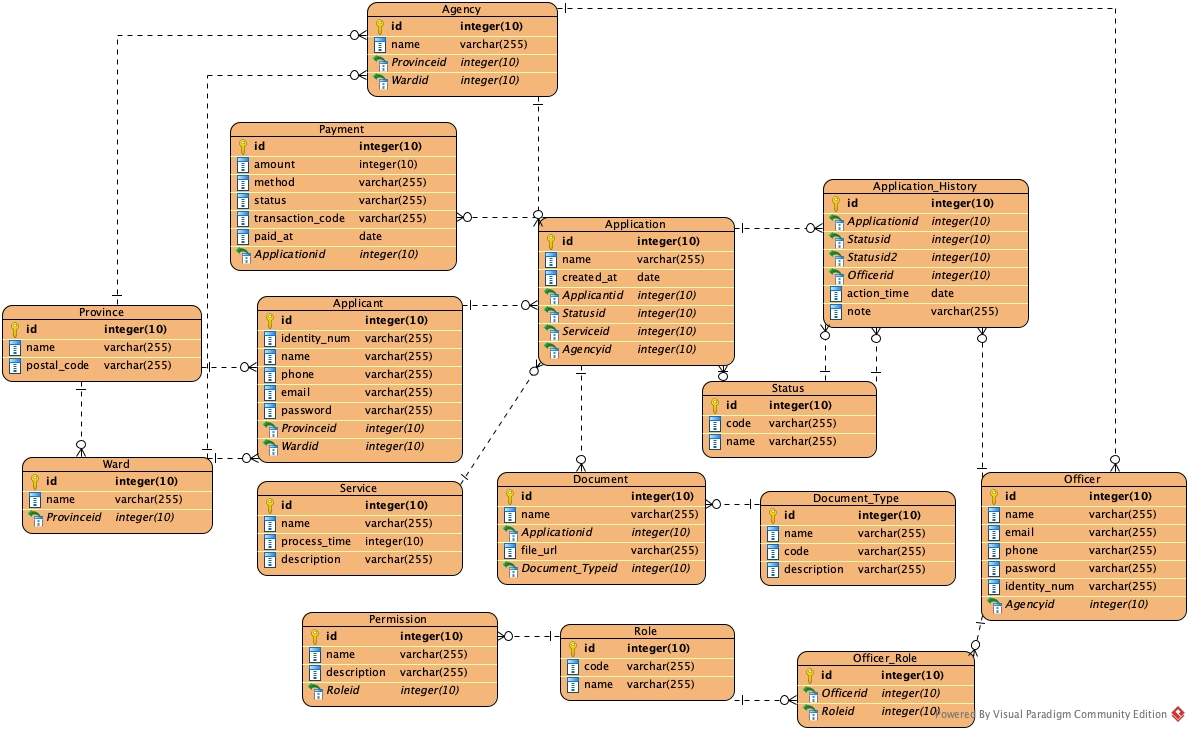 Agency
id integer(10)
name varchar(255)
Provinceid integer(10)
Wardid integer(10)
Payment
id integer(10)
amount integer(10)
method varchar(255)
status varchar(255)
transaction_code varchar(255)
paid_at date
Applicationid integer(10)
Application_History
id integer(10)
Applicationid integer(10)
Statusid integer(10)
Statusid2 integer(10)
Officerid integer(10)
action_time date
note varchar(255)
Application
id integer(10)
name varchar(255)
created_at date
Applicantid integer(10)
Statusid integer(10)
Serviceid integer(10)
Agencyid integer(10)
Province
id integer(10)
name varchar(255)
postal_code varchar(255)
Applicant
id integer(10)
identity_num varchar(255)
name varchar(255)
phone varchar(255)
email varchar(255)
password varchar(255)
Provinceid integer(10)
Wardid integer(10)
Status
id integer(10)
code varchar(255)
name varchar(255)
Ward
id integer(10)
name varchar(255)
Provinceid integer(10)
Service
id integer(10)
name varchar(255)
process_time integer(10)
description varchar(255)
Document
id integer(10)
name varchar(255)
Applicationid integer(10)
file_url varchar(255)
Document_Typeid integer(10)
Document_Type
id integer(10)
name varchar(255)
code varchar(255)
description varchar(255)
Officer
id integer(10)
name varchar(255)
email varchar(255)
phone varchar(255)
password varchar(255)
identity_num varchar(255)
Agencyid integer(10)
Permission
id integer(10)
name varchar(255)
description varchar(255)
Roleid integer(10)
Role
id integer(10)
code varchar(255)
name varchar(255)
Officer_Role
id integer(10)
Officerid integer(10)
Roleid integer(10)
Powered By Visual Paradigm Community Edition